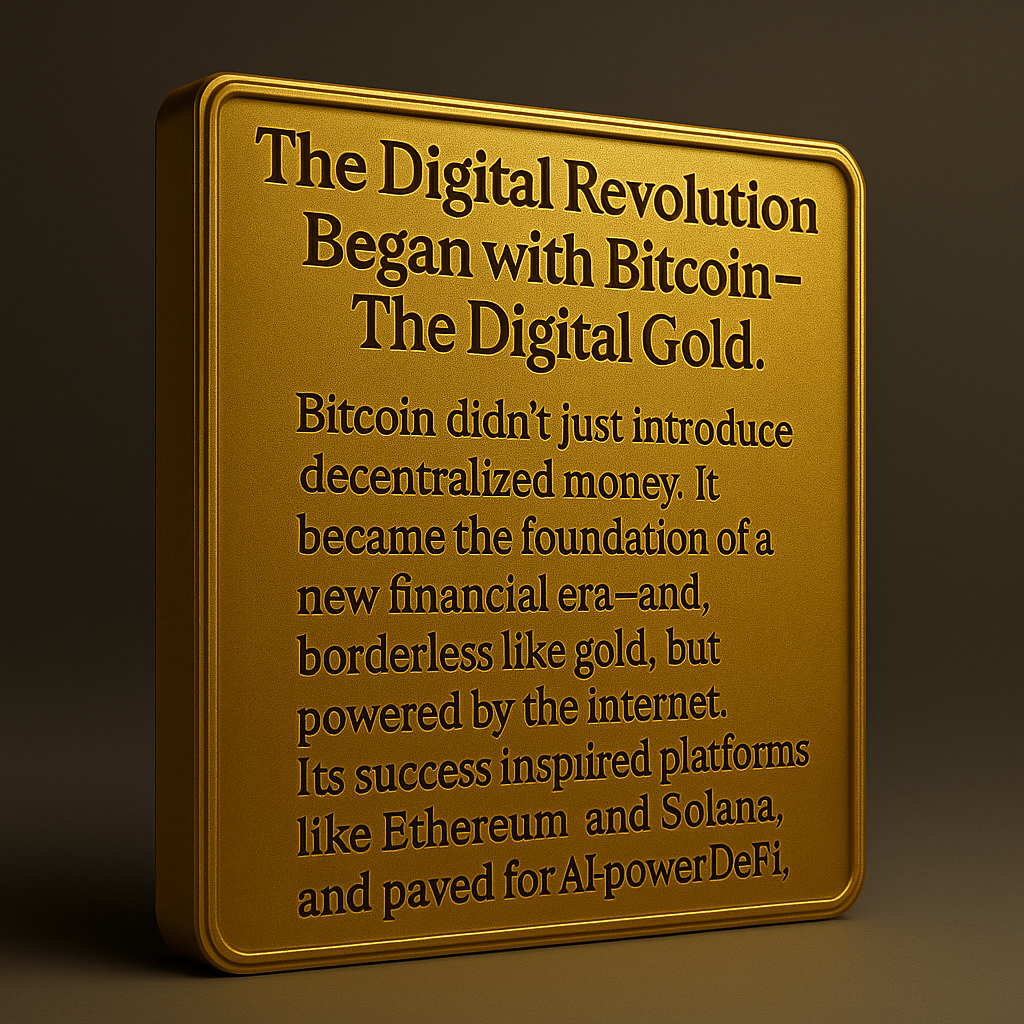 The Digital Revolution
Began with Bitcoin—
The Digital Gold.
Bitcoin didn't just introduce
decentralized money. It
became the foundation of a
new financial era—and,
borderless like gold, but
powered by the internet.
Its success inspiired platforms
like Ethereum and Solana,
and paved for AI-powerDeFi,